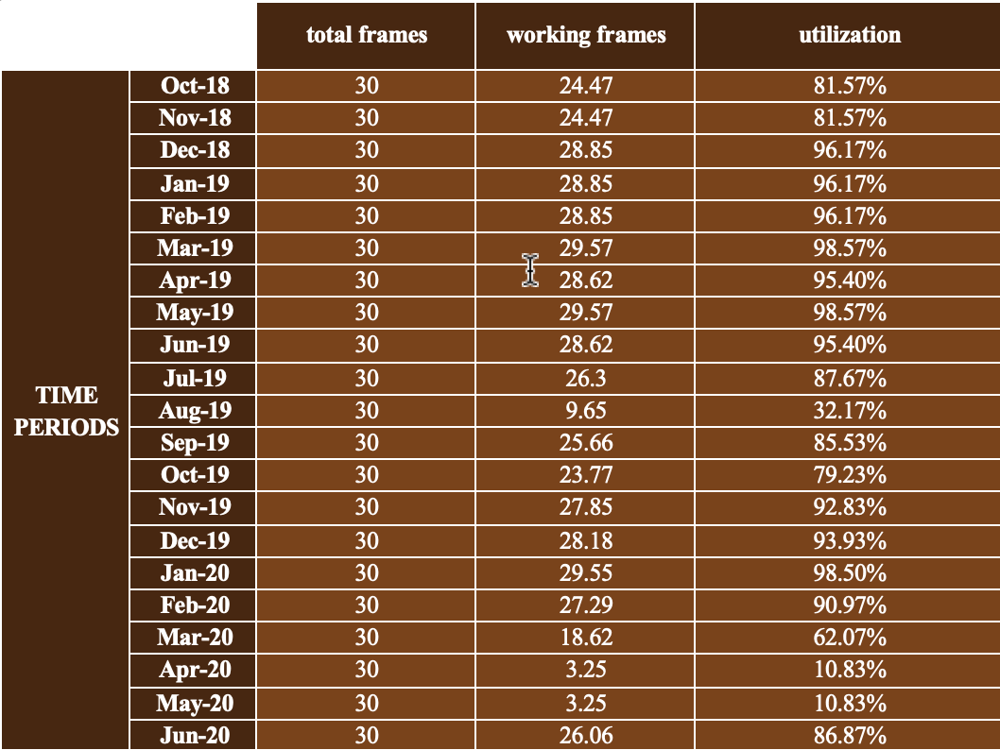 total frames working frames utilization
TIME PERIODS
Oct-18 30 24.47 81.57%
Nov-18 30 24.47 81.57%
Dec-18 30 28.85 96.17%
Jan-19 30 28.85 96.17%
Feb-19 30 28.85 96.17%
Mar-19 30 29.57 98.57%
Apr-19 30 28.62 95.40%
May-19 30 29.57 98.57%
Jun-19 30 28.62 95.40%
Jul-19 30 26.3 87.67%
Aug-19 30 9.65 32.17%
Sep-19 30 25.66 85.53%
Oct-19 30 23.77 79.23%
Nov-19 30 27.85 92.83%
Dec-19 30 28.18 93.93%
Jan-20 30 29.55 98.50%
Feb-20 30 27.29 90.97%
Mar-20 30 18.62 62.07%
Apr-20 30 3.25 10.83%
May-20 30 3.25 10.83%
Jun-20 30 26.06 86.87%